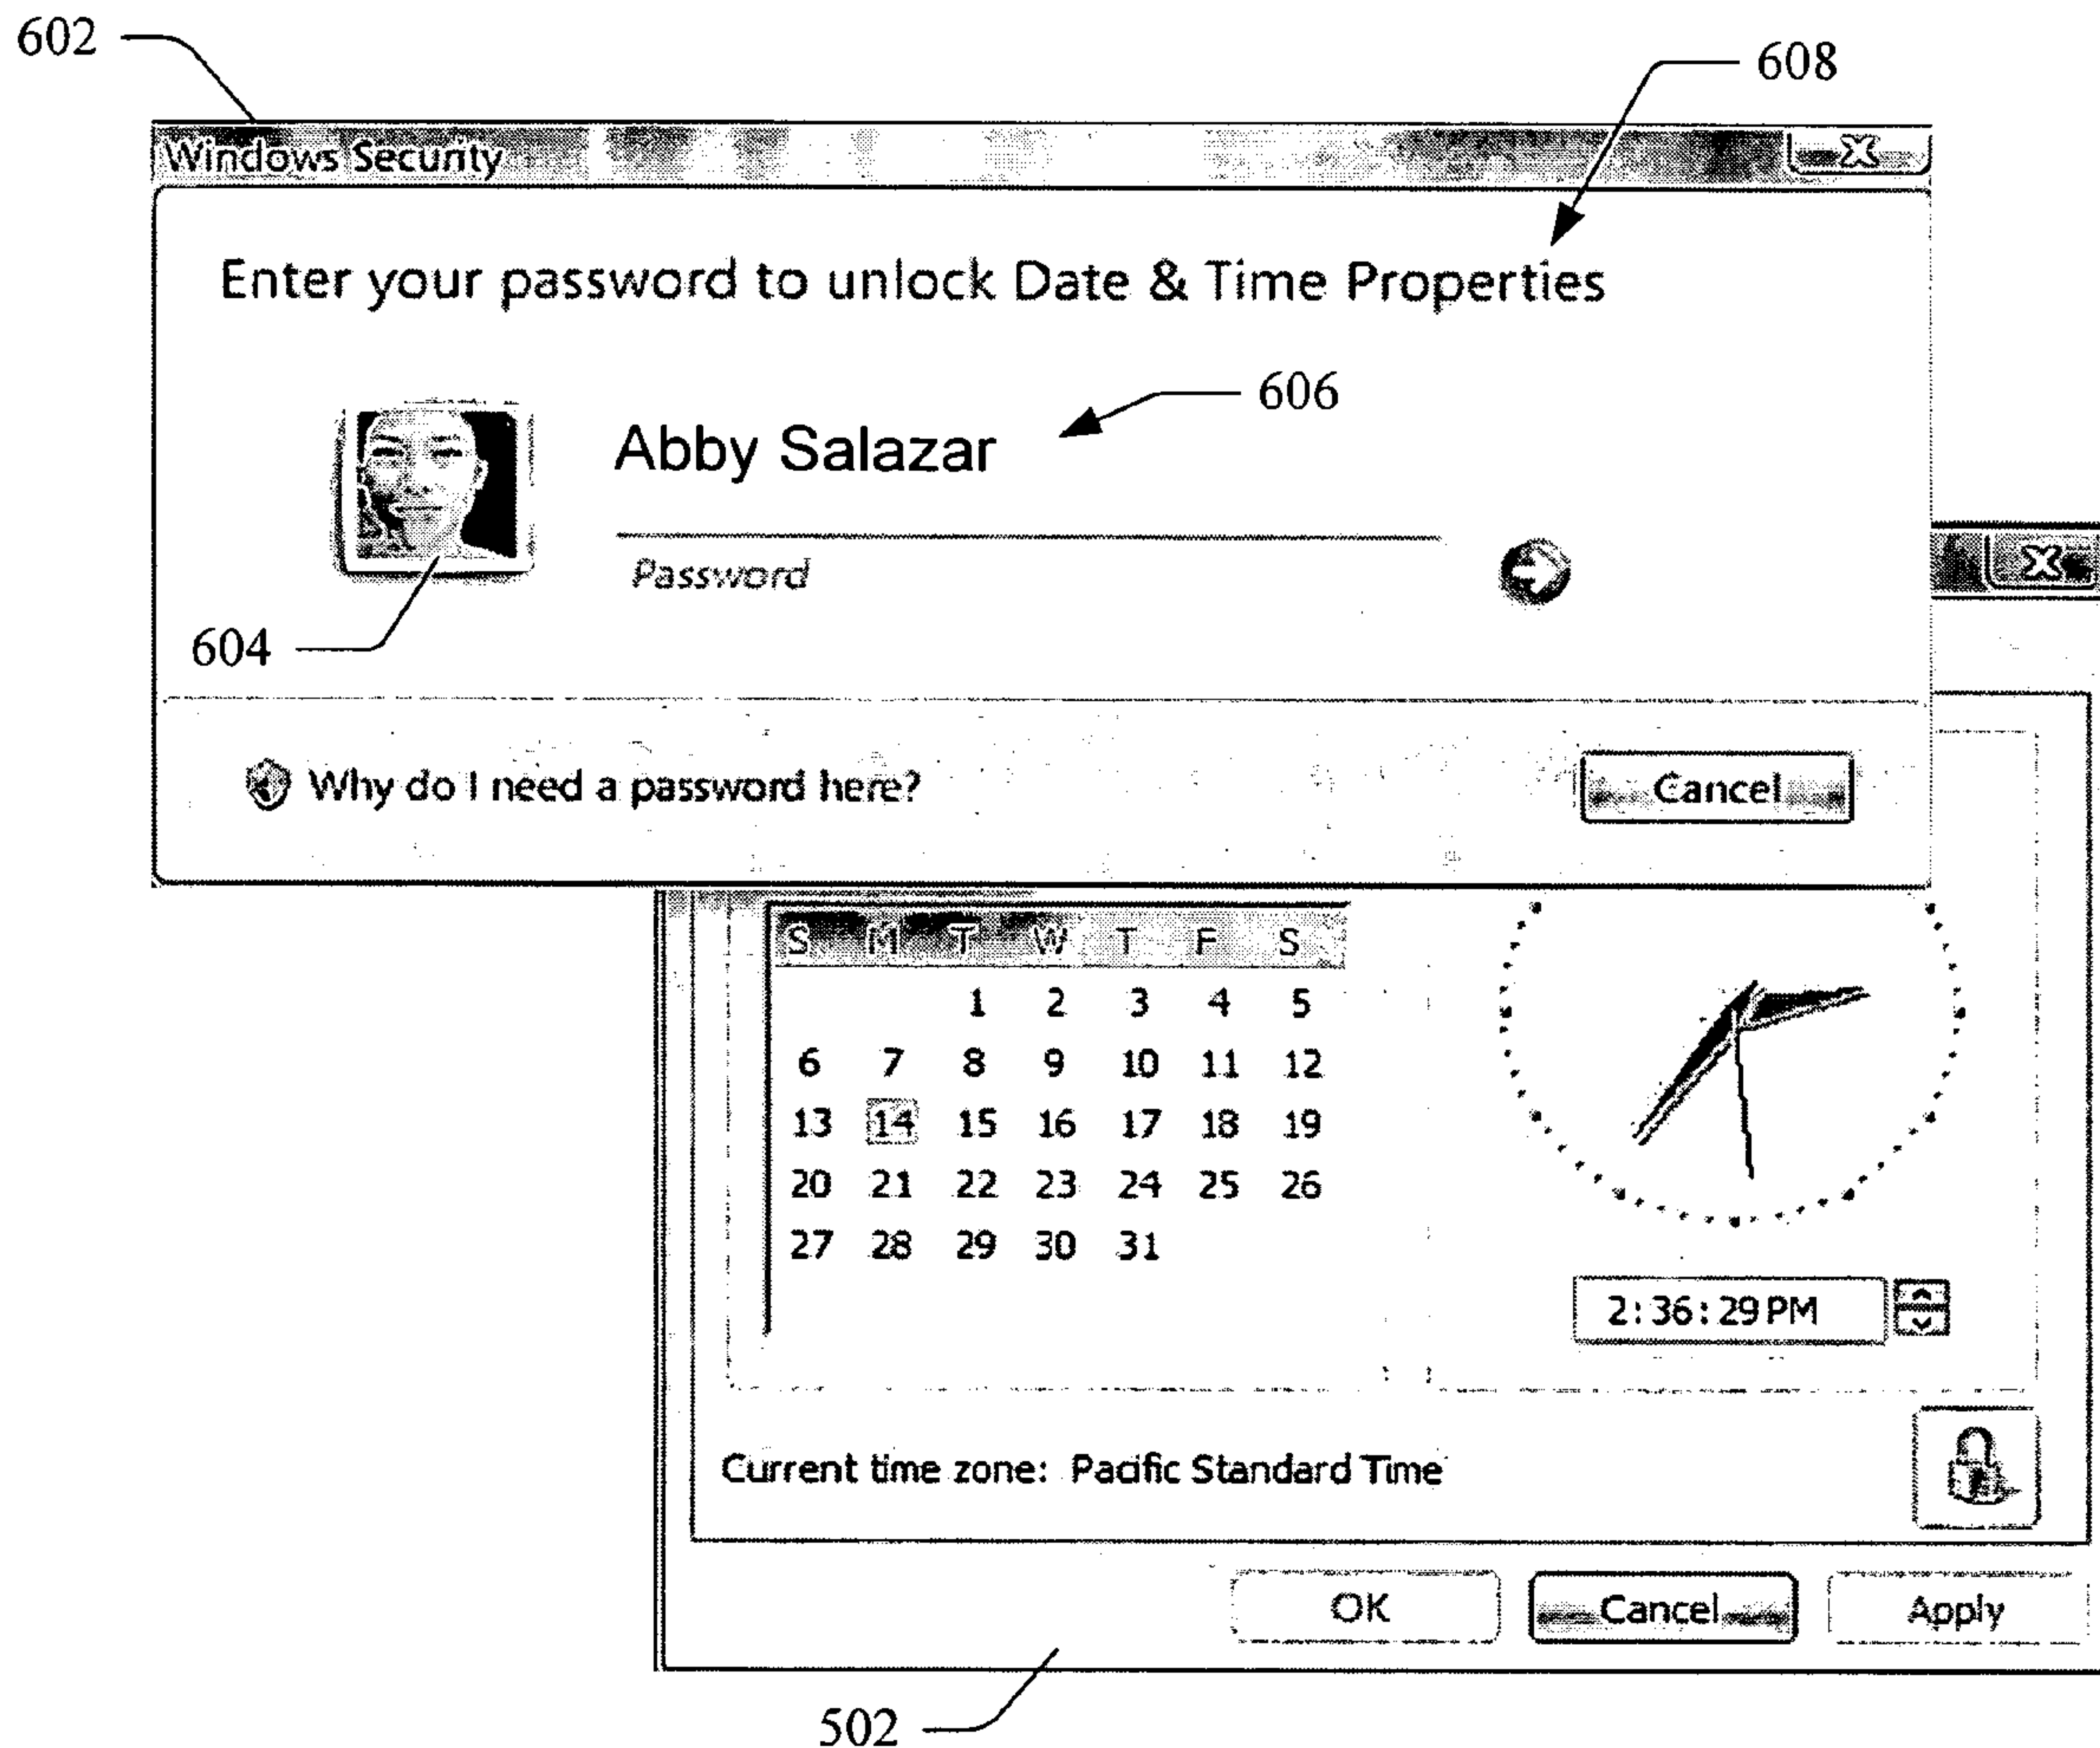 602
608
Windows Security X
Enter your password to unlock Date & Time Properties
606
Abby Salazar
X
Password
604
Why do I need a password here? Cancel
S M T W T F S
1 2 3 4 5
6 7 8 9 10 11 12
13 14 15 16 17 18 19
20 21 22 23 24 25 26
27 28 29 30 31
2:36:29 PM
Current time zone: Pacific Standard Time
OK Cancel Apply
502